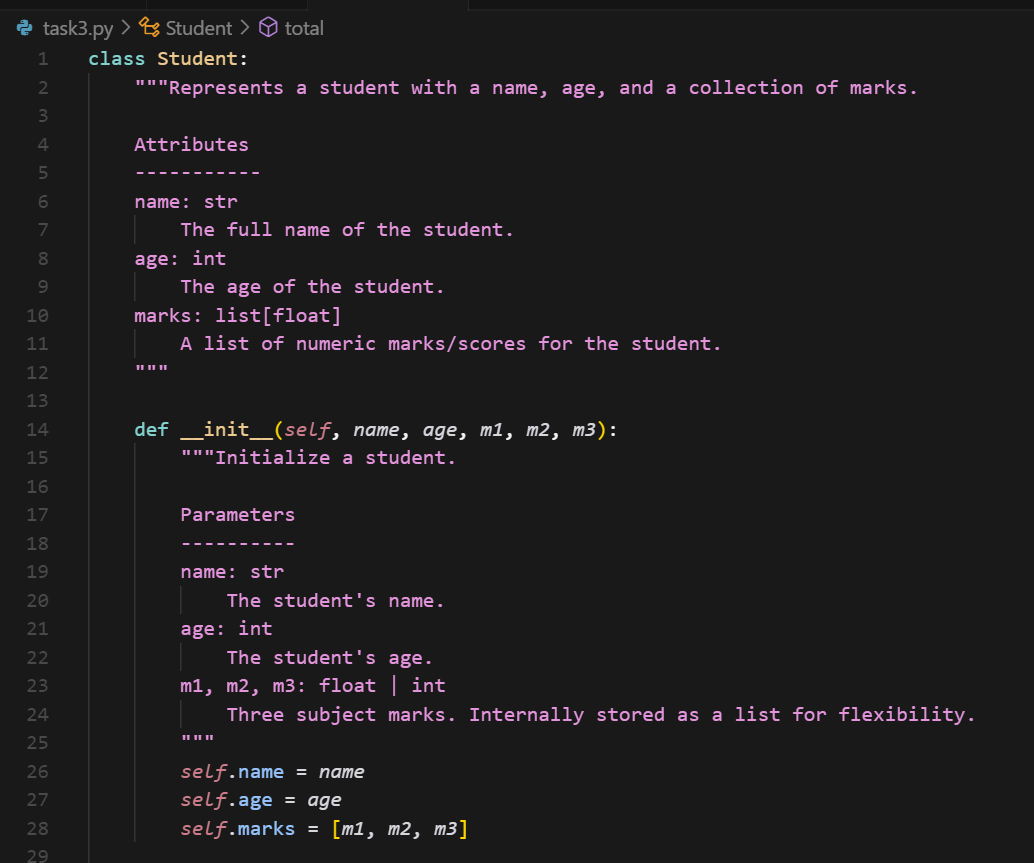 task3.py > Student > total
1 class Student:
2     """Represents a student with a name, age, and a collection of marks.
3
4     Attributes
5     -----------
6     name: str
7         The full name of the student.
8     age: int
9         The age of the student.
10     marks: list[float]
11         A list of numeric marks/scores for the student.
12     """
13
14     def __init__(self, name, age, m1, m2, m3):
15         """Initialize a student.
16
17         Parameters
18         ----------
19         name: str
20             The student's name.
21         age: int
22             The student's age.
23         m1, m2, m3: float | int
24             Three subject marks. Internally stored as a list for flexibility.
25         """
26         self.name = name
27         self.age = age
28         self.marks = [m1, m2, m3]
29